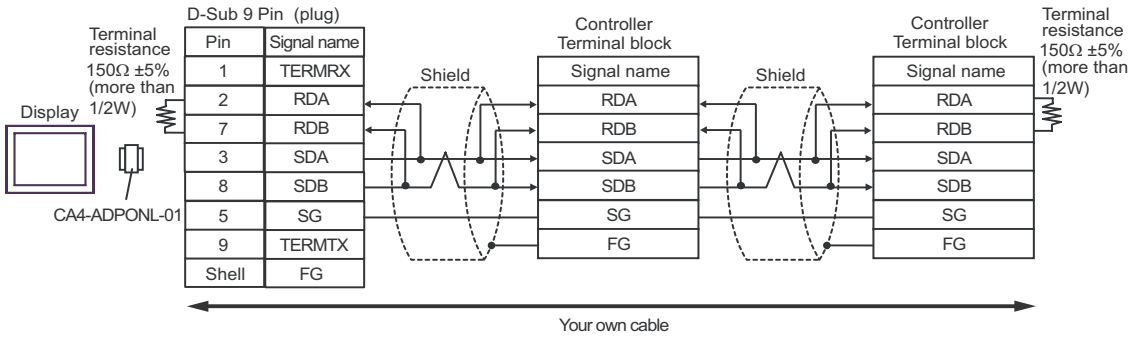 D-Sub 9 Pin (plug)
Terminal
resistance
150Ω ±5%
(more than
1/2W)
Display
CA4-ADPONL-01
Pin Signal name
1 TERMRX
2 RDA
7 RDB
3 SDA
8 SDB
5 SG
9 TERMTX
Shell FG
Shield
Controller
Terminal block
Signal name
RDA
RDB
SDA
SDB
SG
FG
Shield
Controller
Terminal block
Signal name
RDA
RDB
SDA
SDB
SG
FG
Terminal
resistance
150Ω ±5%
(more than
1/2W)
Your own cable